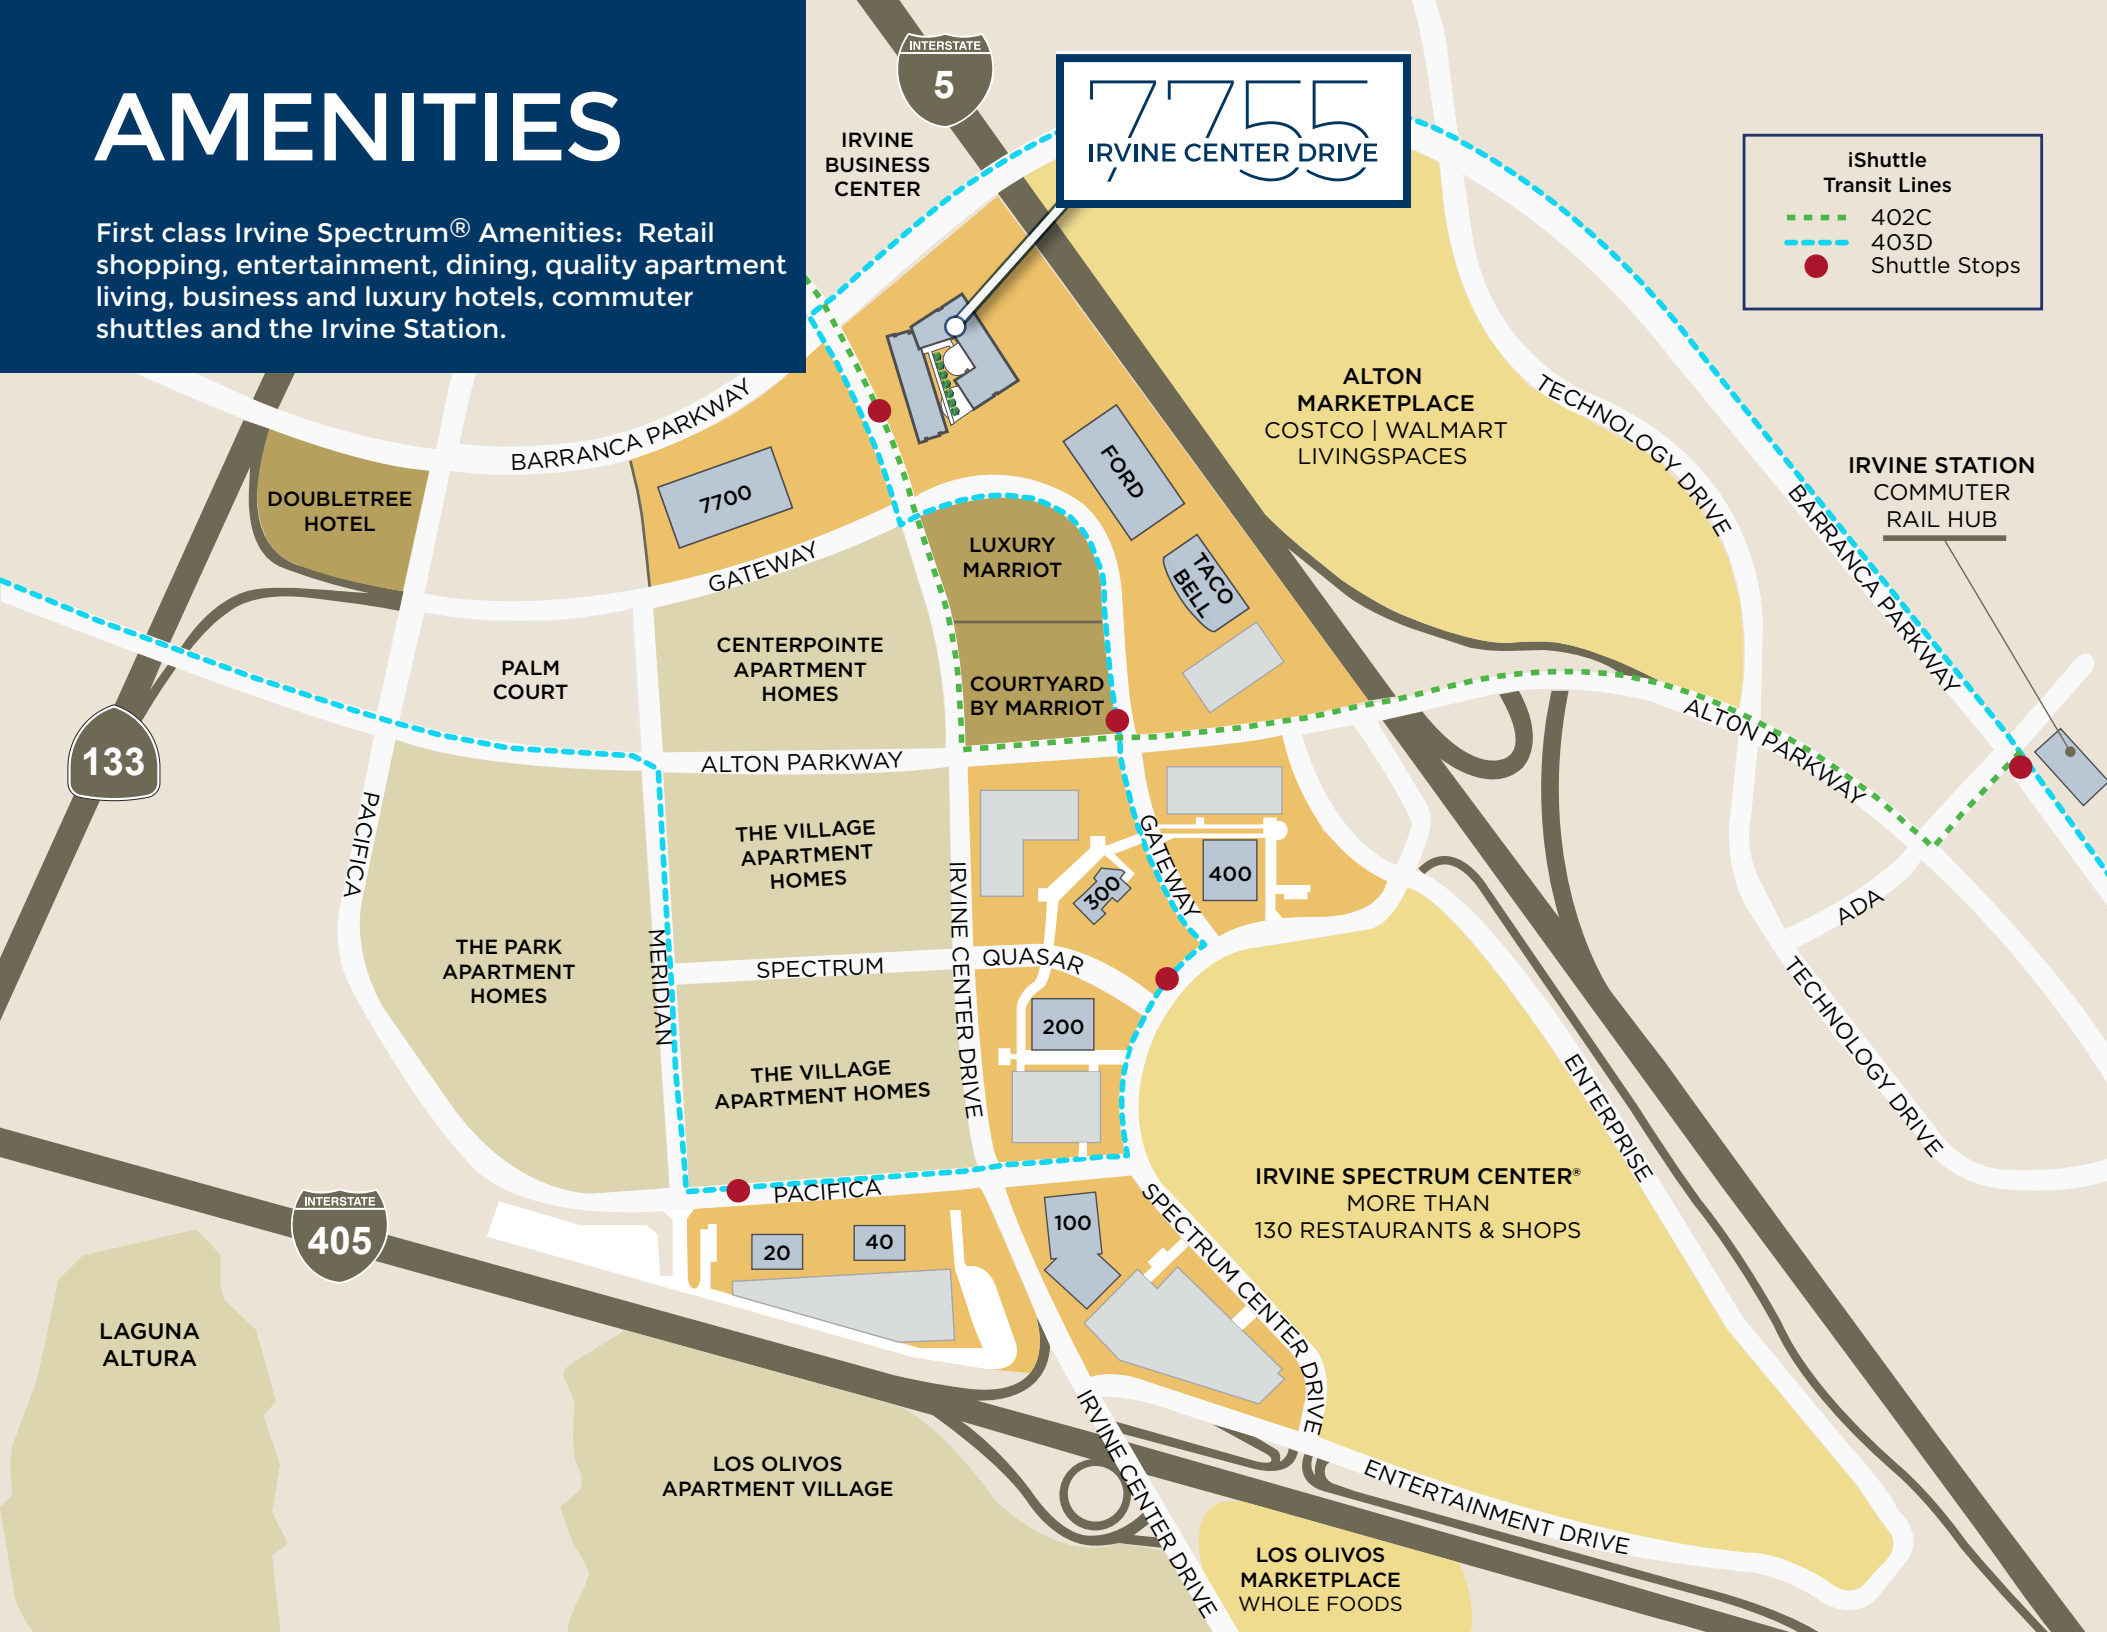 AMENITIES
First class Irvine Spectrum® Amenities: Retail
shopping, entertainment, dining, quality apartment
living, business and luxury hotels, commuter
shuttles and the Irvine Station.
INTERSTATE
5
IRVINE
BUSINESS
CENTER
7755
IRVINE CENTER DRIVE
iShuttle
Transit Lines
402C
403D
Shuttle Stops
BARRANCA PARKWAY
DOUBLETREE
HOTEL
7700
GATEWAY
FORD
TACO
BELL
LUXURY
MARRIOT
COURTYARD
BY MARRIOT
ALTON
MARKETPLACE
COSTCO | WALMART
LIVINGSPACES
TECHNOLOGY DRIVE
BARRANCA PARKWAY
IRVINE STATION
COMMUTER
RAIL HUB
PALM
COURT
CENTERPOINTE
APARTMENT
HOMES
133
ALTON PARKWAY
ALTON PARKWAY
PACIFICA
THE VILLAGE
APARTMENT
HOMES
IRVINE CENTER DRIVE
GATEWAY
300
400
ADA
THE PARK
APARTMENT
HOMES
MERIDIAN
SPECTRUM
QUASAR
200
TECHNOLOGY DRIVE
THE VILLAGE
APARTMENT HOMES
ENTERPRISE
PACIFICA
INTERSTATE
405
20
40
100
SPECTRUM CENTER DRIVE
IRVINE SPECTRUM CENTER®
MORE THAN
130 RESTAURANTS & SHOPS
LAGUNA
ALTURA
LOS OLIVOS
APARTMENT VILLAGE
IRVINE CENTER DRIVE
ENTERTAINMENT DRIVE
LOS OLIVOS
MARKETPLACE
WHOLE FOODS